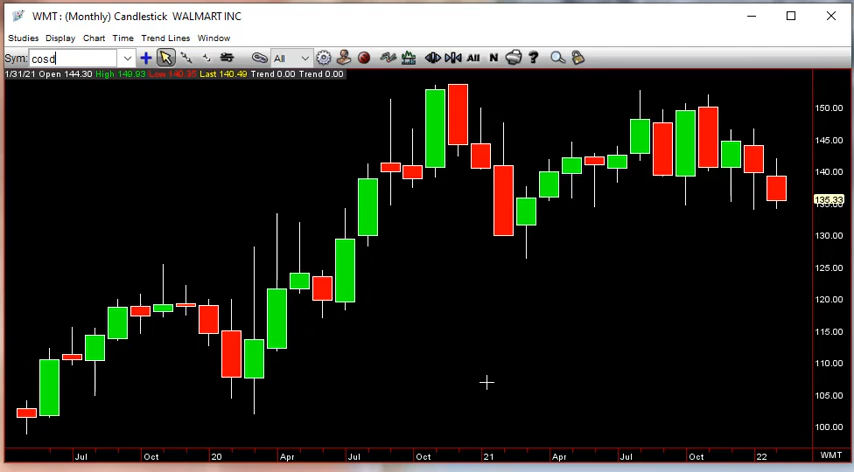 WMT: (Monthly) Candlestick WALMART INC
Studies Display Chart Time Trend Lines Window
Sym: cosd All All N ?
1/31/21 Open 144.30 High 149.93 Low 140.35 Last 140.49 Trend 0.00 Trend 0.00
150.00
145.00
140.00
135.33
130.00
125.00
120.00
115.00
110.00
105.00
100.00
Jul Oct 20 Apr Jul Oct 21 Apr Jul Oct 22 WMT